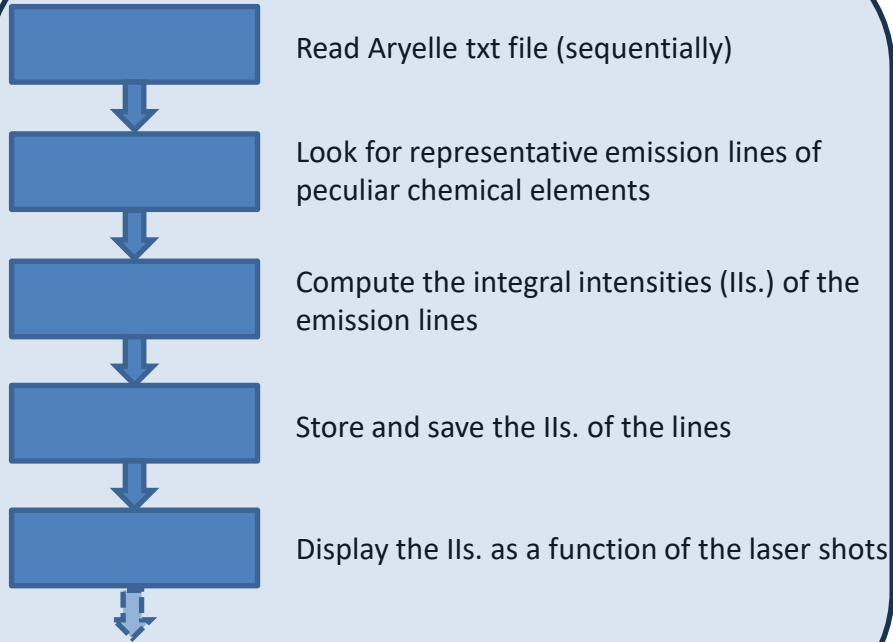 Read Aryelle txt file (sequentially)
Look for representative emission lines of
peculiar chemical elements
Compute the integral intensities (IIs.) of the
emission lines
Store and save the IIs. of the lines
Display the IIs. as a function of the laser shots